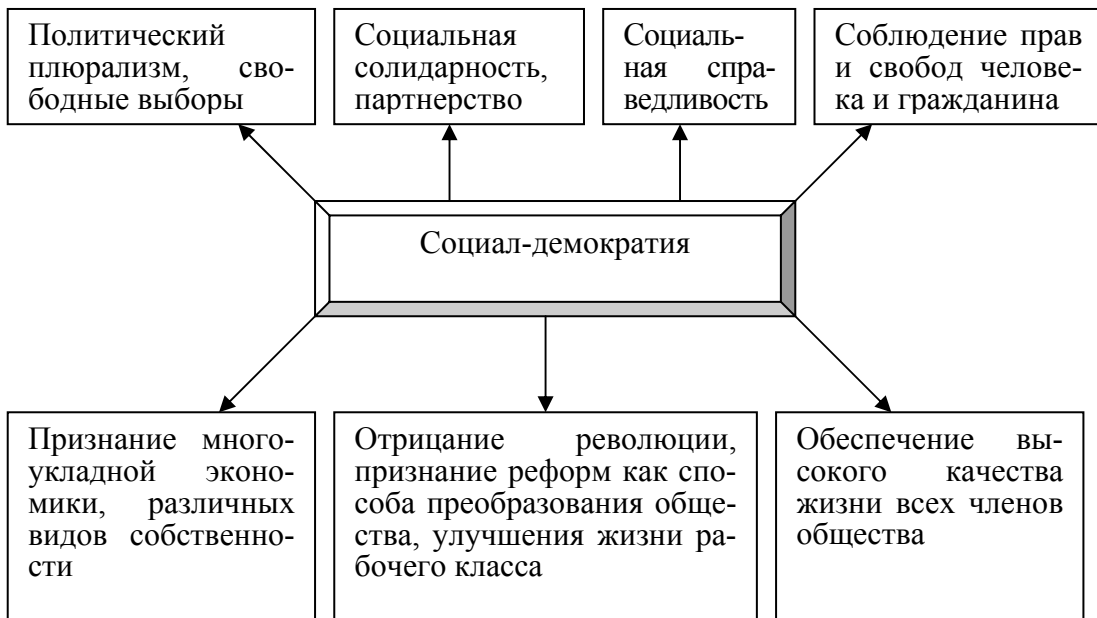 Политический
плюрализм, сво-
бодные выборы
Социальная
солидарность,
партнерство
Социаль-
ная спра-
ведливость
Соблюдение прав
и свобод челове-
ка и гражданина
Социал-демократия
Признание много-
укладной эконо-
мики, различных
видов собственно-
сти
Отрицание революции,
признание реформ как спо-
соба преобразования обще-
ства, улучшения жизни ра-
бочего класса
Обеспечение вы-
сокого качества
жизни всех членов
общества